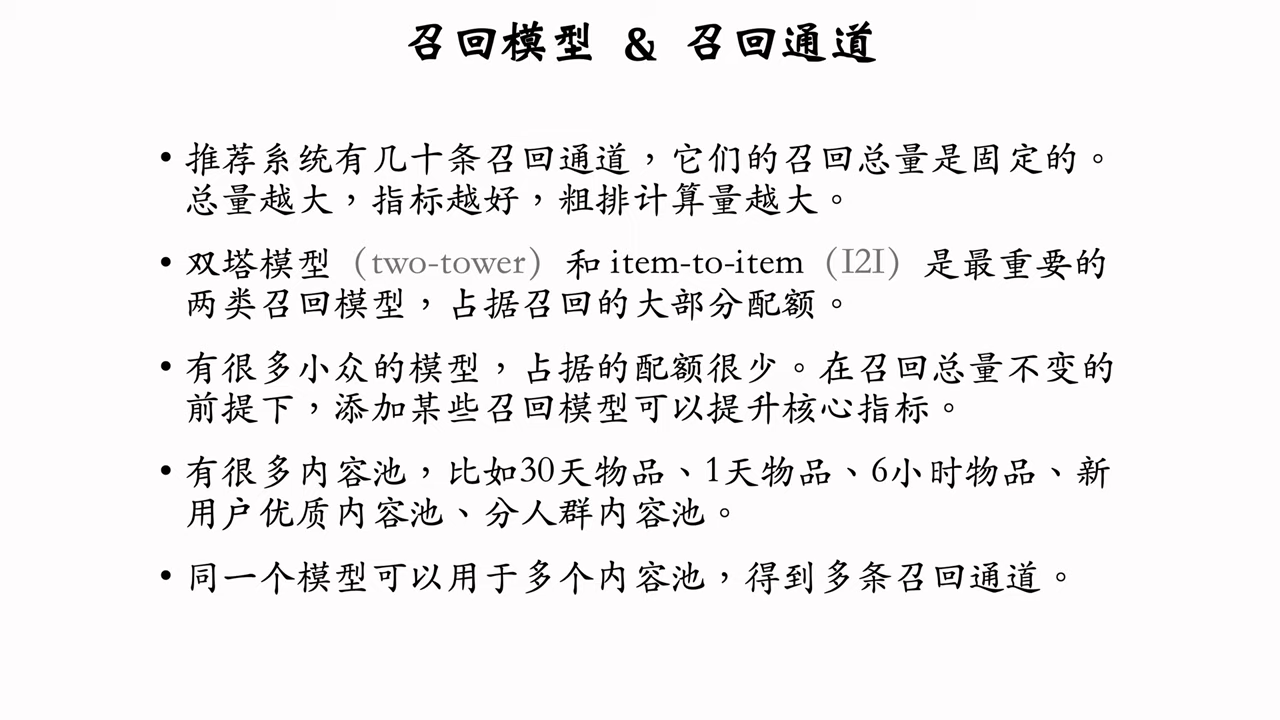 召回模型 & 召回通道
• 推荐系统有几十条召回通道，它们的召回总量是固定的。
总量越大，指标越好，粗排计算量越大。
• 双塔模型（two-tower）和 item-to-item（I2I）是最重要的
两类召回模型，占据召回的大部分配额。
• 有很多小众的模型，占据的配额很少。在召回总量不变的
前提下，添加某些召回模型可以提升核心指标。
• 有很多内容池，比如30天物品、1天物品、6小时物品、新
用户优质内容池、分人群内容池。
• 同一个模型可以用于多个内容池，得到多条召回通道。